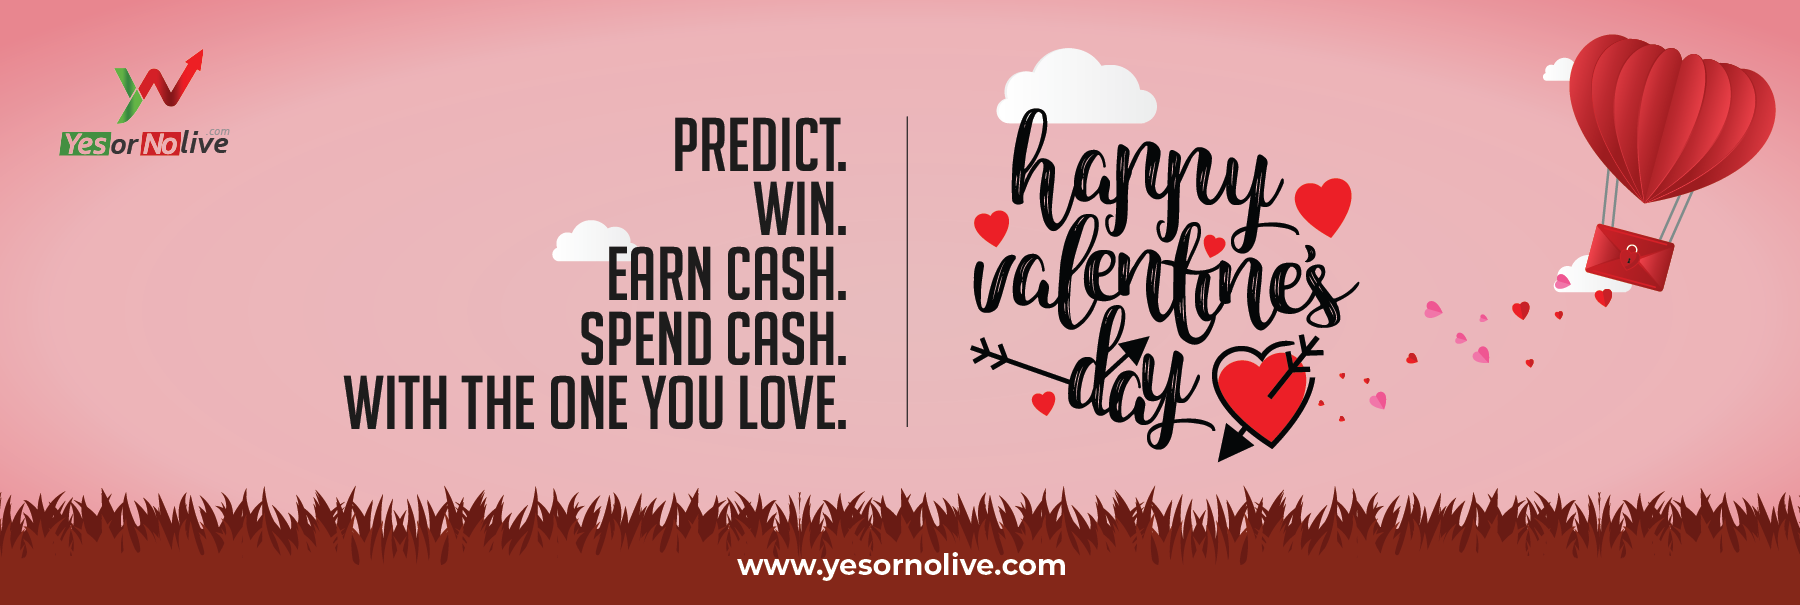 YesorNolive.com
PREDICT.
WIN.
EARN CASH.
SPEND CASH.
WITH THE ONE YOU LOVE.
happy
valentine's
day
www.yesornolive.com